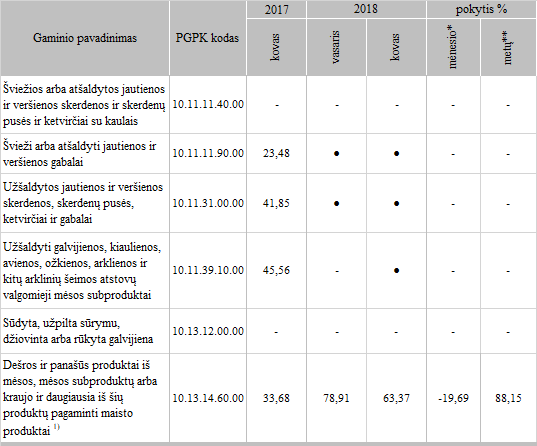 Gaminio pavadinimas PGPK kodas 2017 2018 pokytis %
kovas vasaris kovas mėnesio* metų**
Šviežios arba atšaldytos jautienos
ir veršienos skerdenos ir skerdenų
pusės ir ketvirčiai su kaulais
10.11.11.40.00 - - - - -
Švieži arba atšaldyti jautienos ir
veršienos gabalai
10.11.11.90.00 23,48 ● ● - -
Užšaldytos jautienos ir veršienos
skerdenos, skerdenų pusės,
ketvirčiai ir gabalai
10.11.31.00.00 41,85 ● ● - -
Užšaldyti galvijienos, kiaulienos,
avienos, ožkienos, arklienos ir
kitų arklinių šeimos atstovų
valgomieji mėsos subproduktai
10.11.39.10.00 45,56 - ● - -
Sūdyta, užpilta sūrymu,
džiovinta arba rūkyta galvijiena
10.13.12.00.00 - - - - -
Dešros ir panašūs produktai iš
mėsos, mėsos subproduktų arba
kraujo ir daugiausia iš šių
produktų pagaminti maisto
produktai 1)
10.13.14.60.00 33,68 78,91 63,37 -19,69 88,15